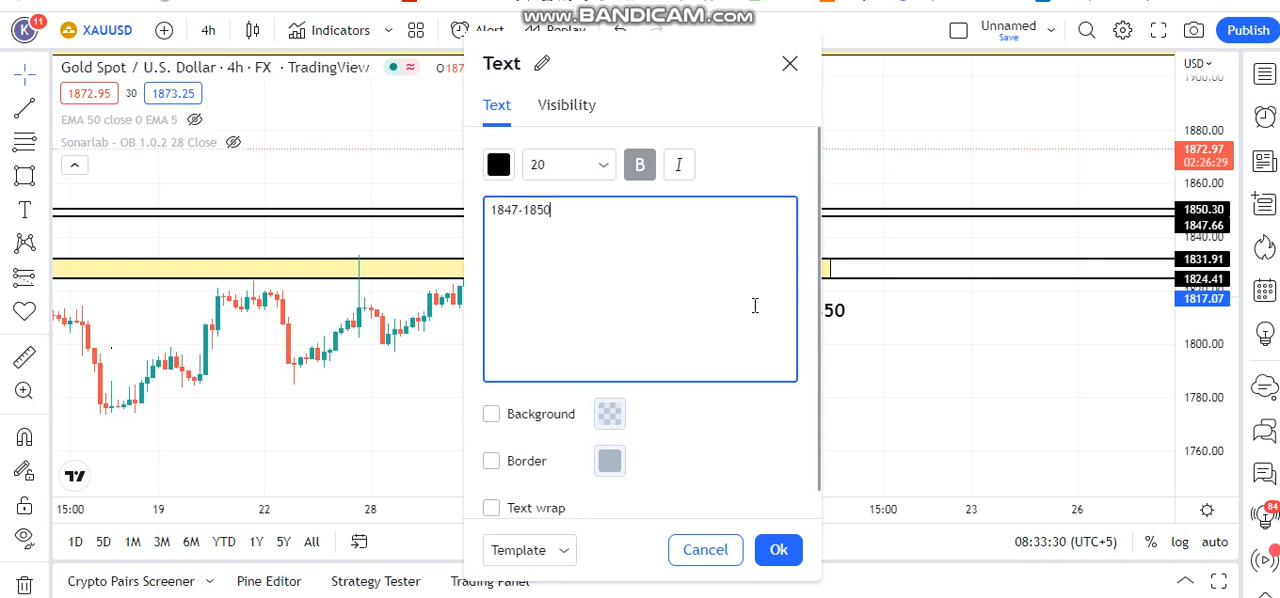 www.BANDICAM.com
K 11 XAUUSD 4h Indicators Alert Replay Unnamed Save Publish
Gold Spot / U.S. Dollar · 4h · FX · TradingView O187
1872.95 30 1873.25
EMA 50 close 0 EMA 5
Sonarlab - OB 1.0.2 28 Close
Text
Text Visibility
20 B I
1847-1850
50
Background
Border
Text wrap
Template Cancel Ok
USD
1900.00
1880.00
1872.97
02:26:29
1860.00
1850.30
1847.66
1840.00
1831.91
1824.41
1817.07
1800.00
1780.00
1760.00
15:00 19 22 28 15:00 23 26
1D 5D 1M 3M 6M YTD 1Y 5Y All 08:33:30 (UTC+5) % log auto
Crypto Pairs Screener Pine Editor Strategy Tester Trading Panel
84